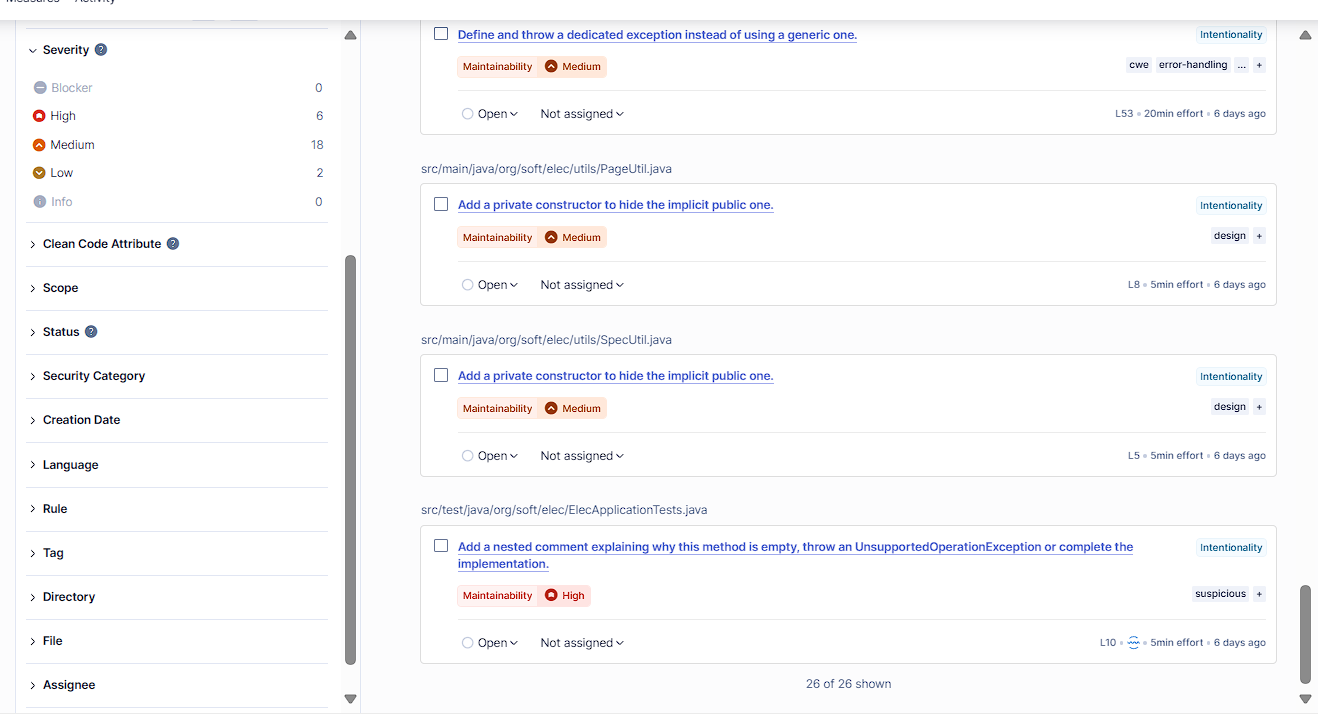 Measures Activity
Severity ?
Blocker 0
High 6
Medium 18
Low 2
Info 0
Clean Code Attribute ?
Scope
Status ?
Security Category
Creation Date
Language
Rule
Tag
Directory
File
Assignee
Define and throw a dedicated exception instead of using a generic one.
Intentionality
Maintainability Medium
cwe error-handling ... +
Open Not assigned
L53 • 20min effort • 6 days ago
src/main/java/org/soft/elec/utils/PageUtil.java
Add a private constructor to hide the implicit public one.
Intentionality
Maintainability Medium
design +
Open Not assigned
L8 • 5min effort • 6 days ago
src/main/java/org/soft/elec/utils/SpecUtil.java
Add a private constructor to hide the implicit public one.
Intentionality
Maintainability Medium
design +
Open Not assigned
L5 • 5min effort • 6 days ago
src/test/java/org/soft/elec/ElecApplicationTests.java
Add a nested comment explaining why this method is empty, throw an UnsupportedOperationException or complete the
implementation.
Intentionality
Maintainability High
suspicious +
Open Not assigned
L10 • 5min effort • 6 days ago
26 of 26 shown